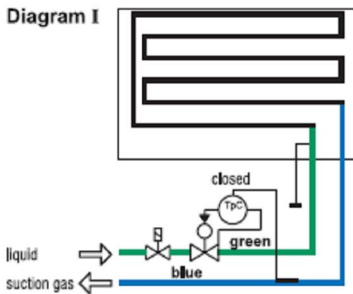 Diagram I
closed
TpC
green
liquid
blue
suction gas